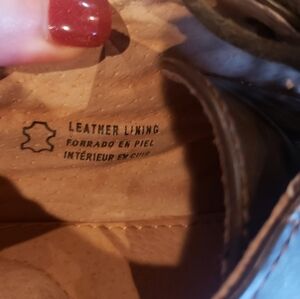 LEATHER LINING
FORRADO EN PIEL
INTÉRIEUR EN CUIR